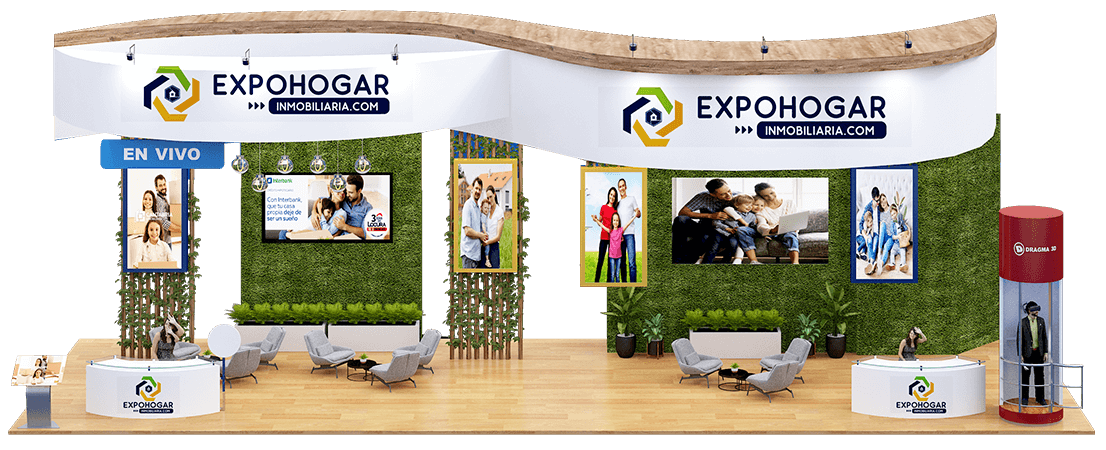 EXPOHOGAR
INMOBILIARIA.COM
EXPOHOGAR
INMOBILIARIA.COM
EN VIVO
Interbank
Con Interbank,
que tu casa
propia deje de
ser un sueño
LOCURA
DRAGMA 3D
EXPOHOGAR
INMOBILIARIA.COM
EXPOHOGAR
INMOBILIARIA.COM